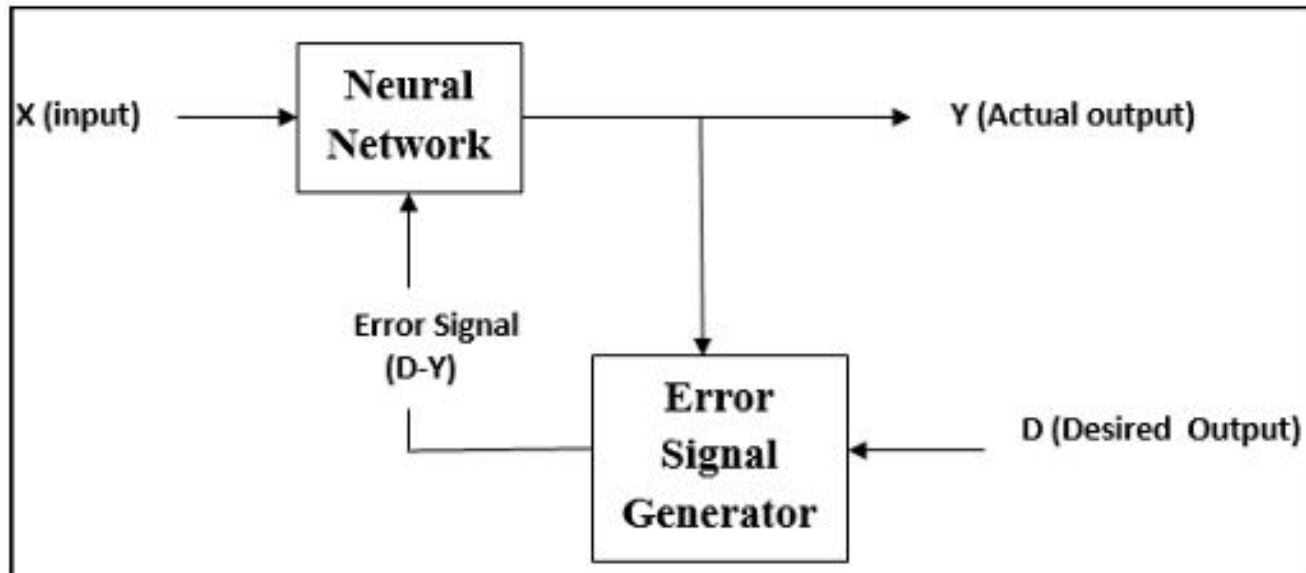 X (input)
Neural
Network
Y (Actual output)
Error Signal
(D-Y)
Error
Signal
Generator
D (Desired Output)